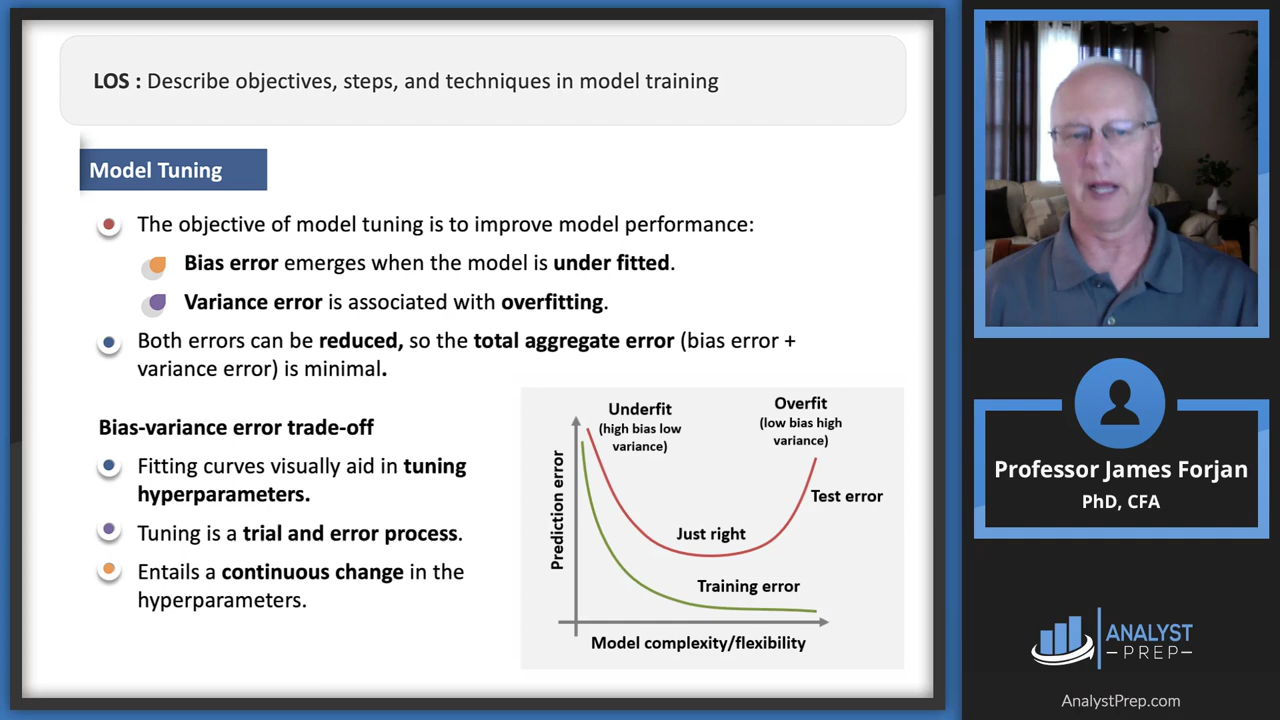 LOS : Describe objectives, steps, and techniques in model training
Model Tuning
The objective of model tuning is to improve model performance:
Bias error emerges when the model is under fitted.
Variance error is associated with overfitting.
Both errors can be reduced, so the total aggregate error (bias error +
variance error) is minimal.
Bias-variance error trade-off
Fitting curves visually aid in tuning
hyperparameters.
Tuning is a trial and error process.
Entails a continuous change in the
hyperparameters.
Underfit
(high bias low
variance)
Overfit
(low bias high
variance)
Prediction error
Test error
Just right
Training error
Model complexity/flexibility
Professor James Forjan
PhD, CFA
ANALYST
PREP
AnalystPrep.com